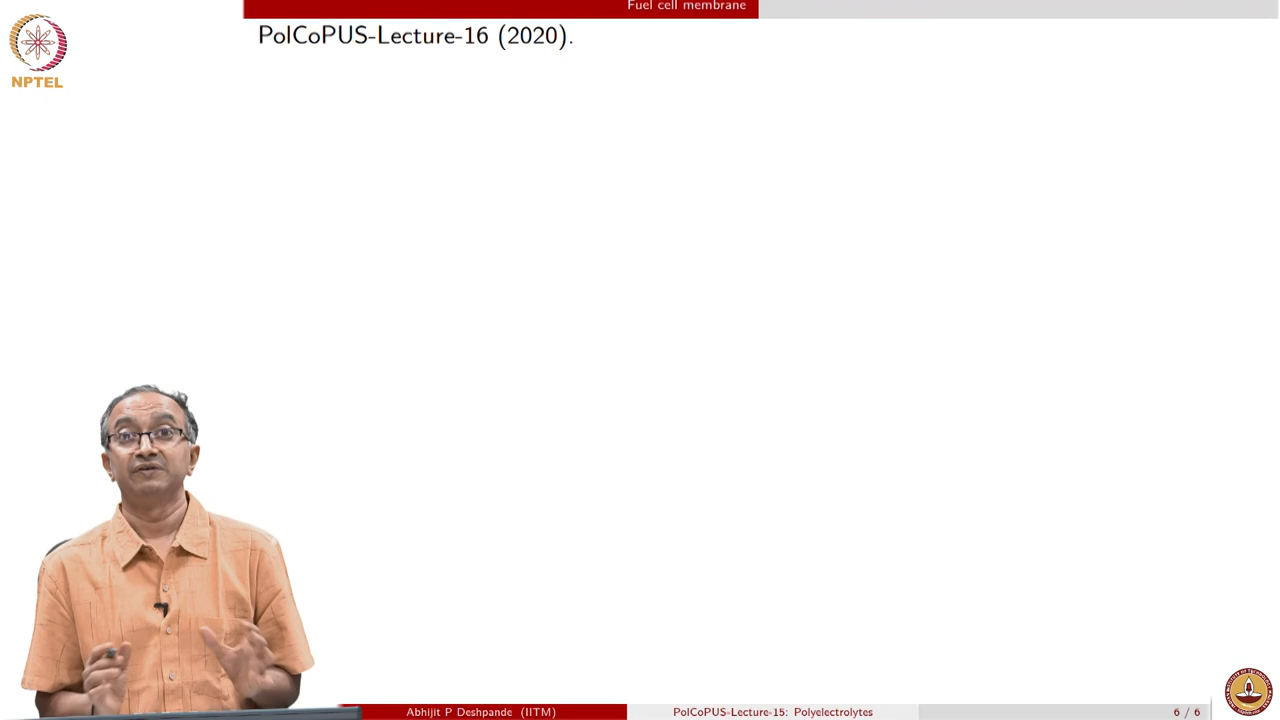 Fuel cell membrane
PolCoPUS-Lecture-16 (2020).
NPTEL
Abhijit P Deshpande (IITM)
PolCoPUS-Lecture-15: Polyelectrolytes
6 / 6